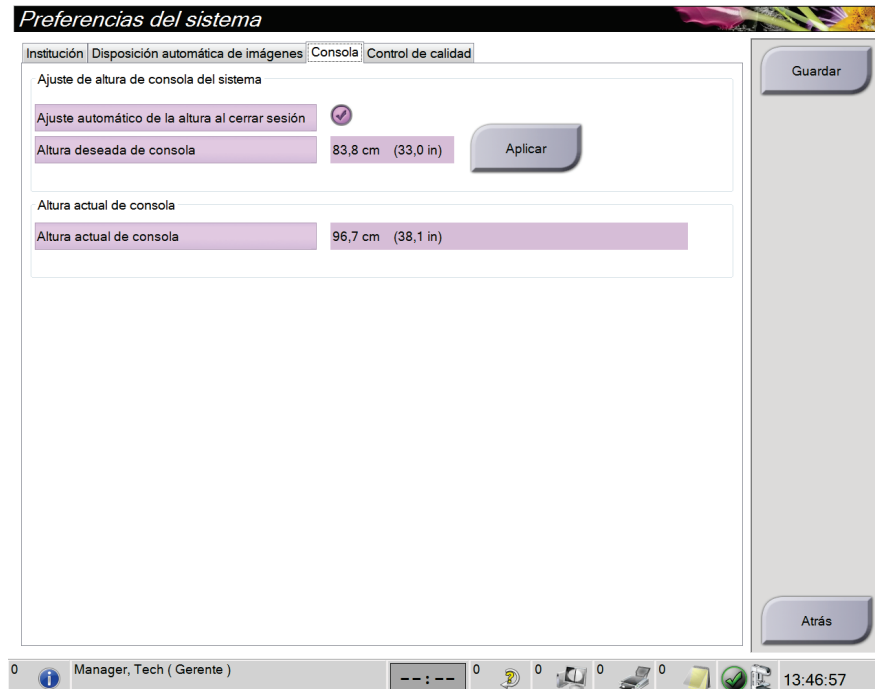 Preferencias del sistema
Institución Disposición automática de imágenes Consola Control de calidad
Guardar
Ajuste de altura de consola del sistema
Ajuste automático de la altura al cerrar sesión
Altura deseada de consola 83,8 cm (33,0 in) Aplicar
Altura actual de consola
Altura actual de consola 96,7 cm (38,1 in)
Atrás
0 Manager, Tech ( Gerente ) --:-- 0 0 0 0 13:46:57